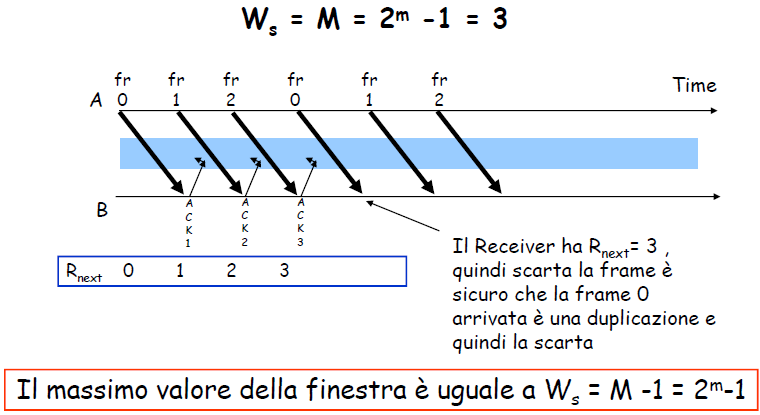 Wₛ = M = 2ᵐ -1 = 3
fr fr fr fr fr fr
A 0 1 2 0 1 2 Time
B
A C K 1
A C K 2
A C K 3
Rnext 0 1 2 3
Il Receiver ha Rnext= 3 ,
quindi scarta la frame è
sicuro che la frame 0
arrivata è una duplicazione e
quindi la scarta
Il massimo valore della finestra è uguale a Wₛ = M -1 = 2ᵐ-1